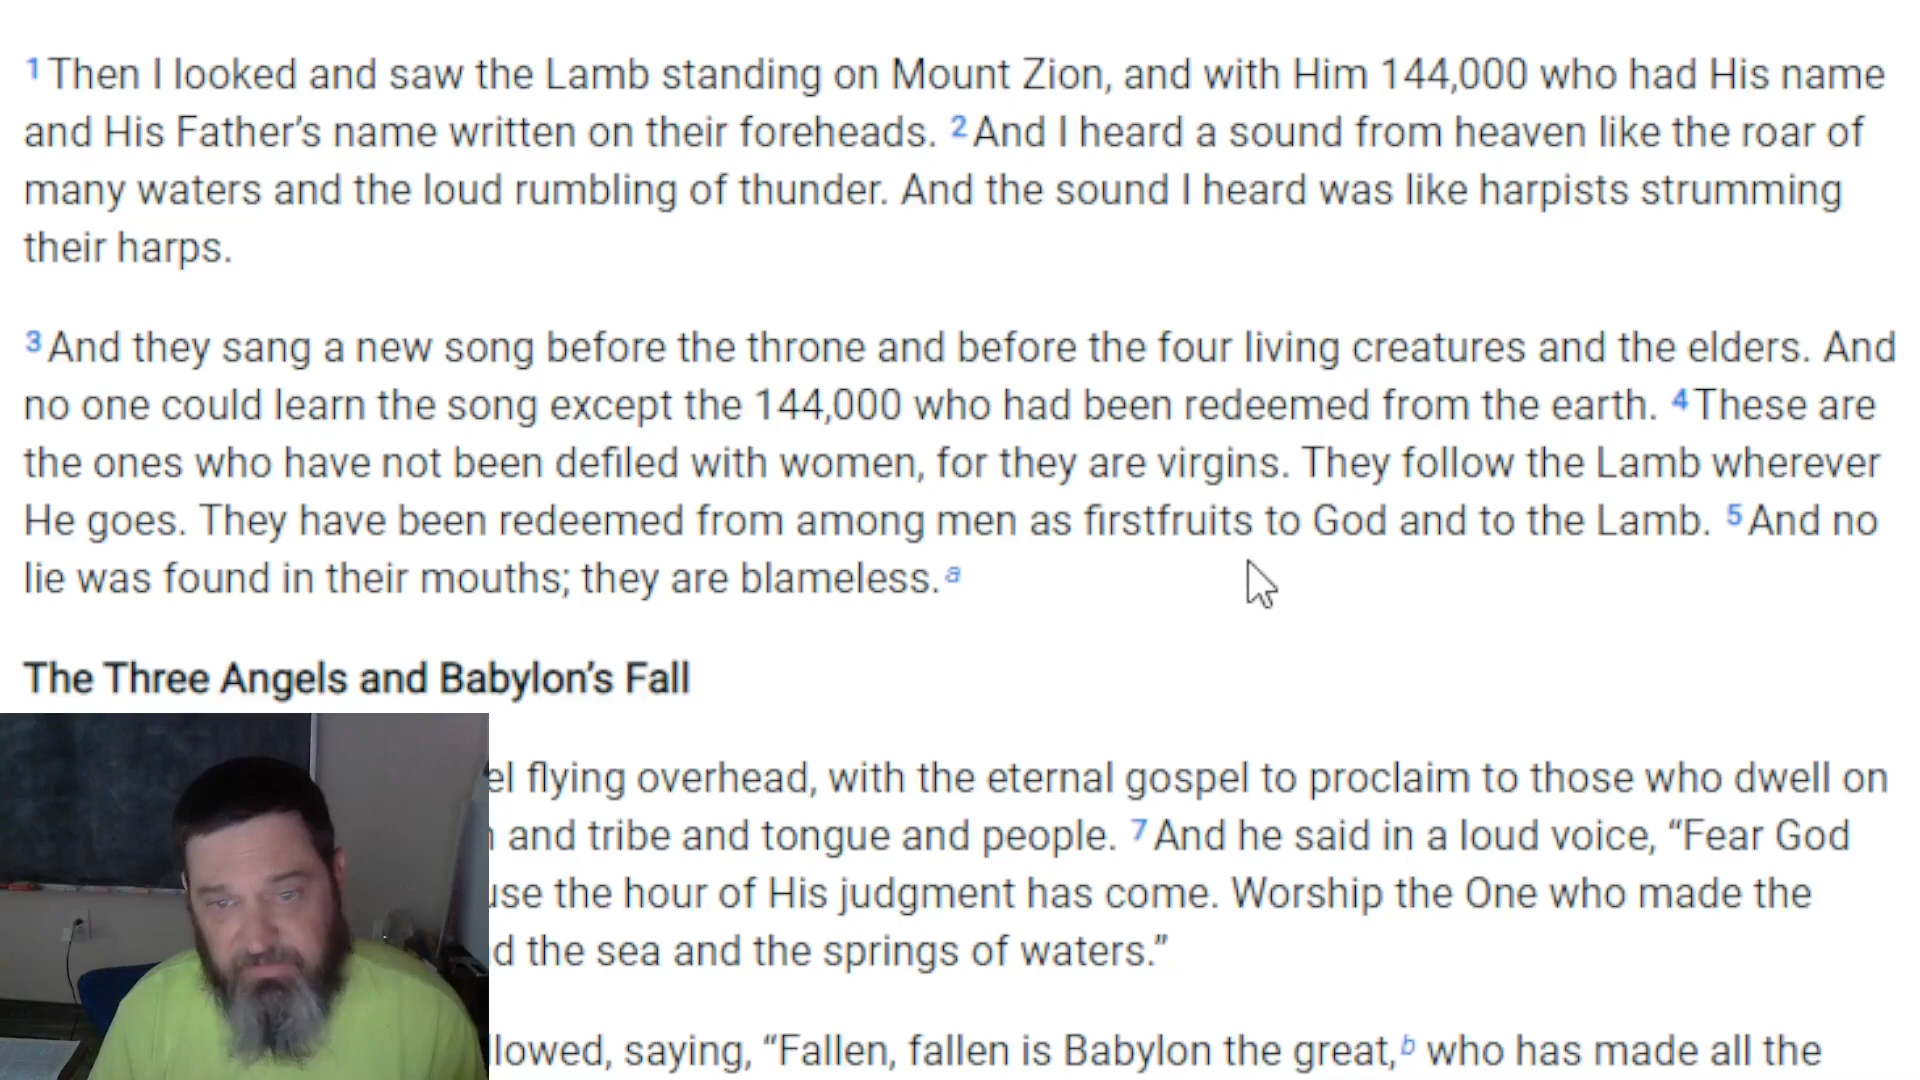 1 Then I looked and saw the Lamb standing on Mount Zion, and with Him 144,000 who had His name
and His Father’s name written on their foreheads. 2 And I heard a sound from heaven like the roar of
many waters and the loud rumbling of thunder. And the sound I heard was like harpists strumming
their harps.
3 And they sang a new song before the throne and before the four living creatures and the elders. And
no one could learn the song except the 144,000 who had been redeemed from the earth. 4 These are
the ones who have not been defiled with women, for they are virgins. They follow the Lamb wherever
He goes. They have been redeemed from among men as firstfruits to God and to the Lamb. 5 And no
lie was found in their mouths; they are blameless. a
The Three Angels and Babylon’s Fall
el flying overhead, with the eternal gospel to proclaim to those who dwell on
and tribe and tongue and people. 7 And he said in a loud voice, “Fear God
use the hour of His judgment has come. Worship the One who made the
d the sea and the springs of waters.”
llowed, saying, “Fallen, fallen is Babylon the great, b who has made all the